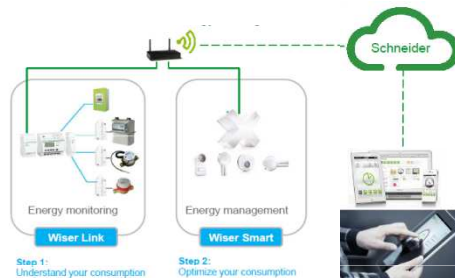 Schneider
Energy monitoring
Energy management
Wiser Link
Wiser Smart
Step 1:
Understand your consumption
Step 2:
Optimize your consumption